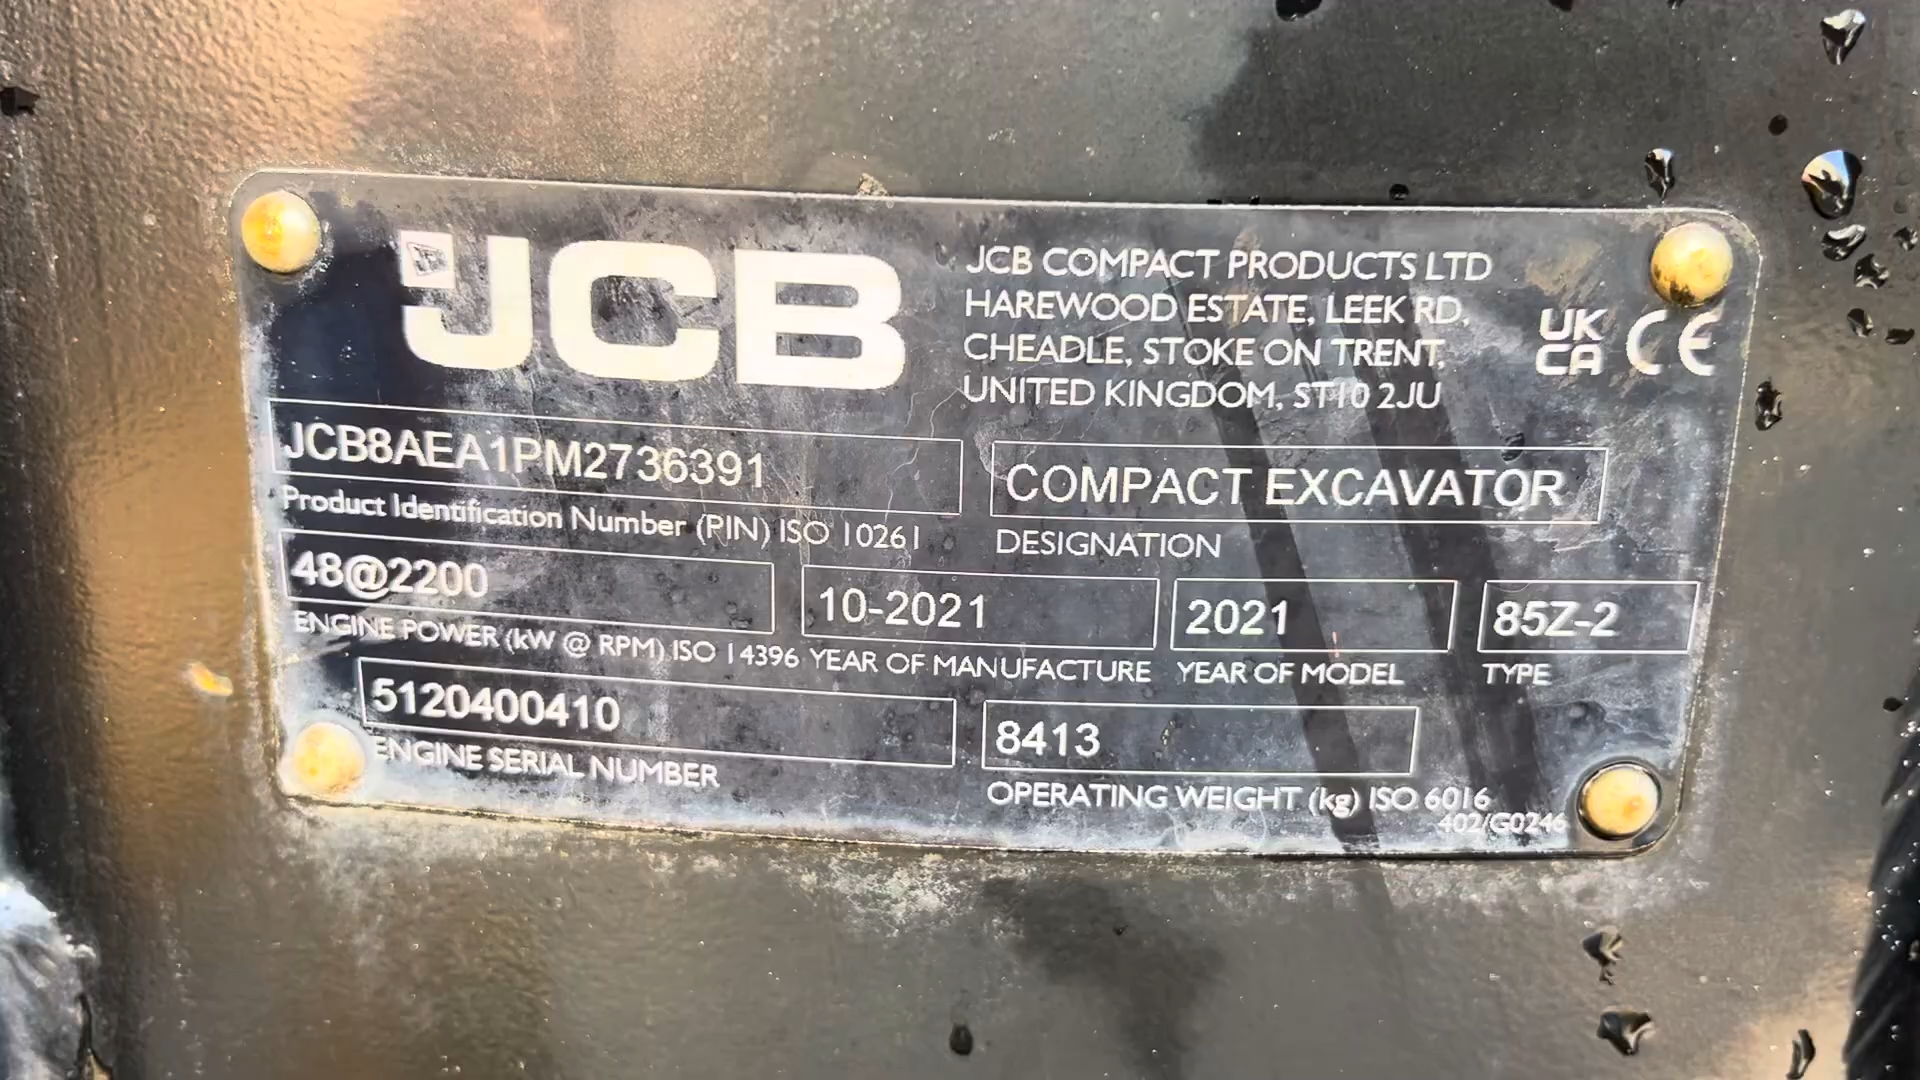 JCB
JCB COMPACT PRODUCTS LTD
HAREWOOD ESTATE, LEEK RD,
CHEADLE, STOKE ON TRENT,
UNITED KINGDOM, ST10 2JU
UK
CA CE
JCB8AEA1PM2736391
Product Identification Number (PIN) ISO 10261
COMPACT EXCAVATOR
DESIGNATION
48@2200
ENGINE POWER (kW @ RPM) ISO 14396
10-2021
YEAR OF MANUFACTURE
2021
YEAR OF MODEL
85Z-2
TYPE
5120400410
ENGINE SERIAL NUMBER
8413
OPERATING WEIGHT (kg) ISO 6016
402/G0246